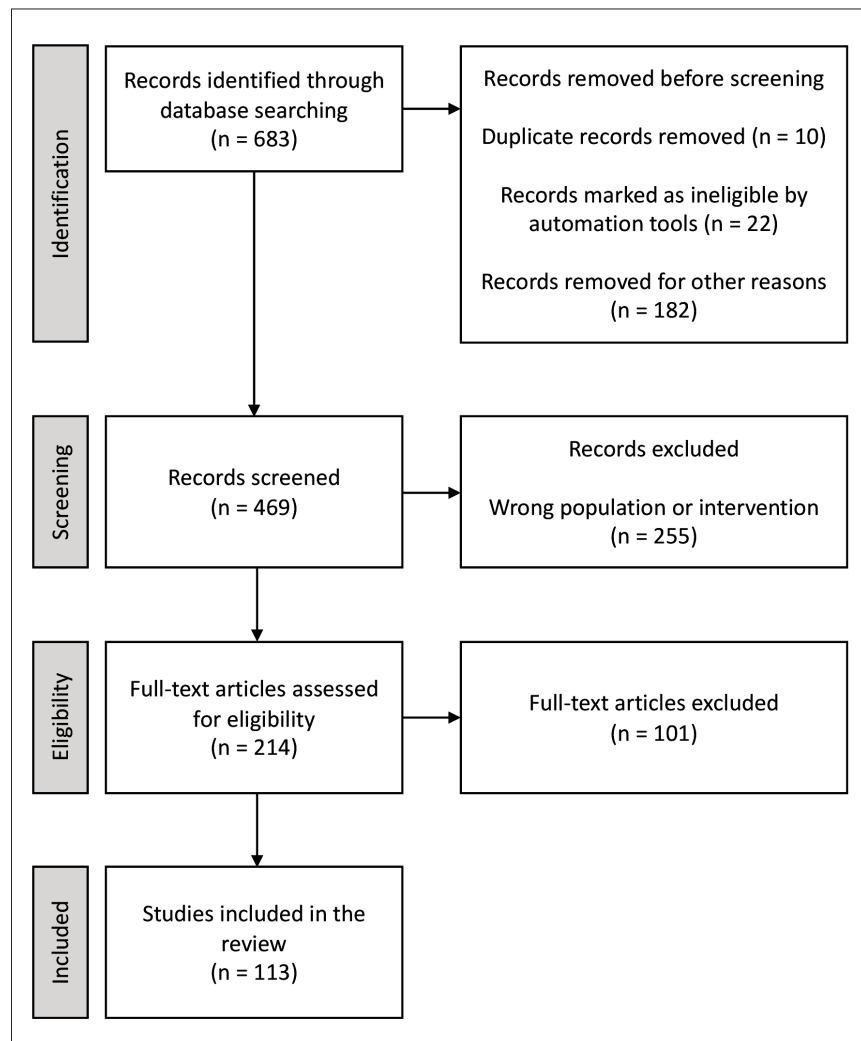 Identification
Records identified through
database searching
(n = 683)
Records removed before screening
Duplicate records removed (n = 10)
Records marked as ineligible by
automation tools (n = 22)
Records removed for other reasons
(n = 182)
Screening
Records screened
(n = 469)
Records excluded
Wrong population or intervention
(n = 255)
Eligibility
Full-text articles assessed
for eligibility
(n = 214)
Full-text articles excluded
(n = 101)
Included
Studies included in the
review
(n = 113)